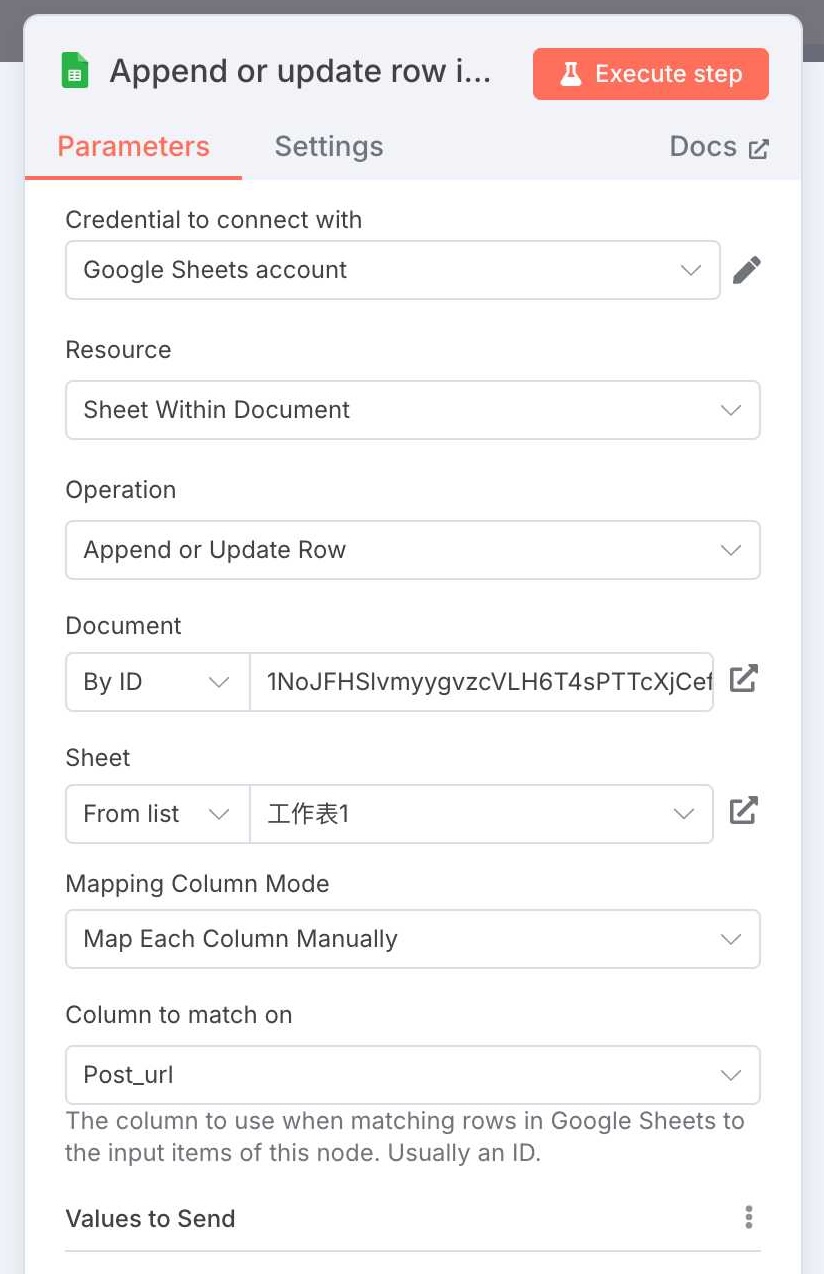 Append or update row i...
Execute step
Parameters
Settings
Docs
Credential to connect with
Google Sheets account
Resource
Sheet Within Document
Operation
Append or Update Row
Document
By ID
1NoJFHSlvmyygvzcVLH6T4sPTTcXjCef
Sheet
From list
工作表1
Mapping Column Mode
Map Each Column Manually
Column to match on
Post_url
The column to use when matching rows in Google Sheets to
the input items of this node. Usually an ID.
Values to Send